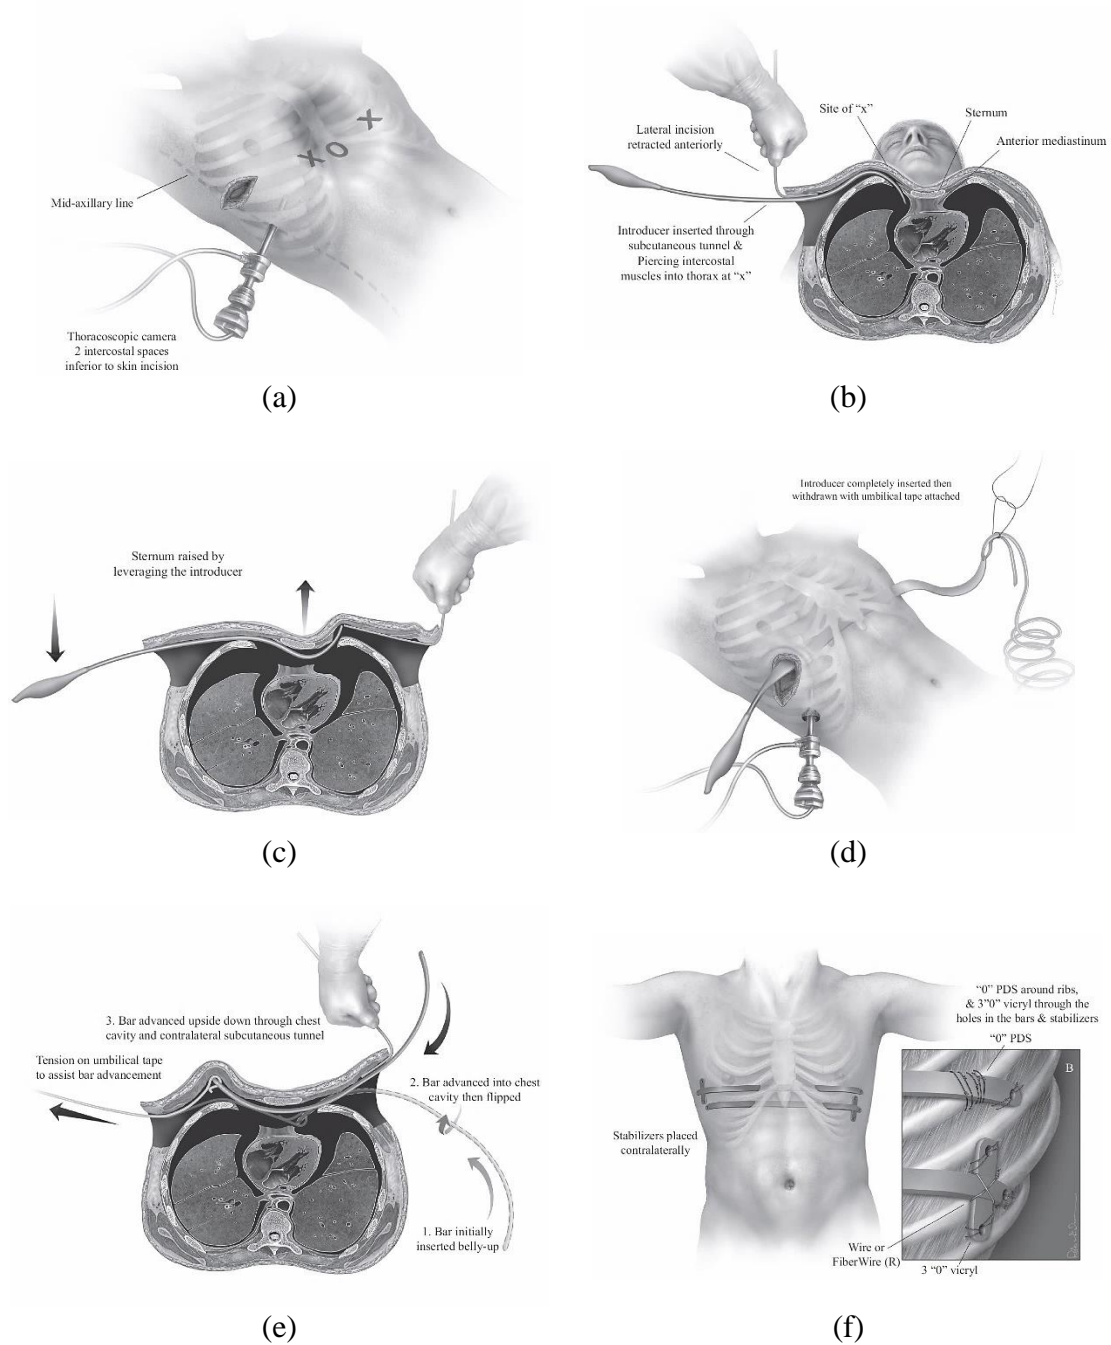 X
O
X
Mid-axillary line
Thoracoscopic camera
2 intercostal spaces
inferior to skin incision
(a)
Site of “x”
Sternum
Lateral incision
retracted anteriorly
Anterior mediastinum
Introducer inserted through
subcutaneous tunnel &
Piercing intercostal
muscles into thorax at “x”
(b)
Sternum raised by
leveraging the introducer
(c)
Introducer completely inserted then
withdrawn with umbilical tape attached
(d)
3. Bar advanced upside down through chest
cavity and contralateral subcutaneous tunnel
Tension on umbilical tape
to assist bar advancement
2. Bar advanced into chest
cavity then flipped
1. Bar initially
inserted belly-up
(e)
“0” PDS around ribs,
& 3"0” vicryl through the
holes in the bars & stabilizers
“0” PDS
B
Stabilizers placed
contralaterally
Wire or
FiberWire (R)
3 “0” vicryl
(f)